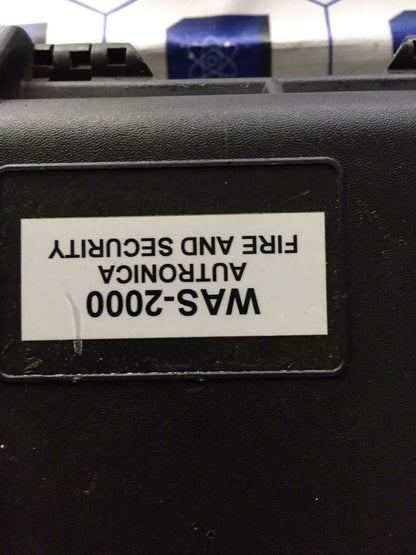 WAS-2000
AUTRONICA
FIRE AND SECURITY